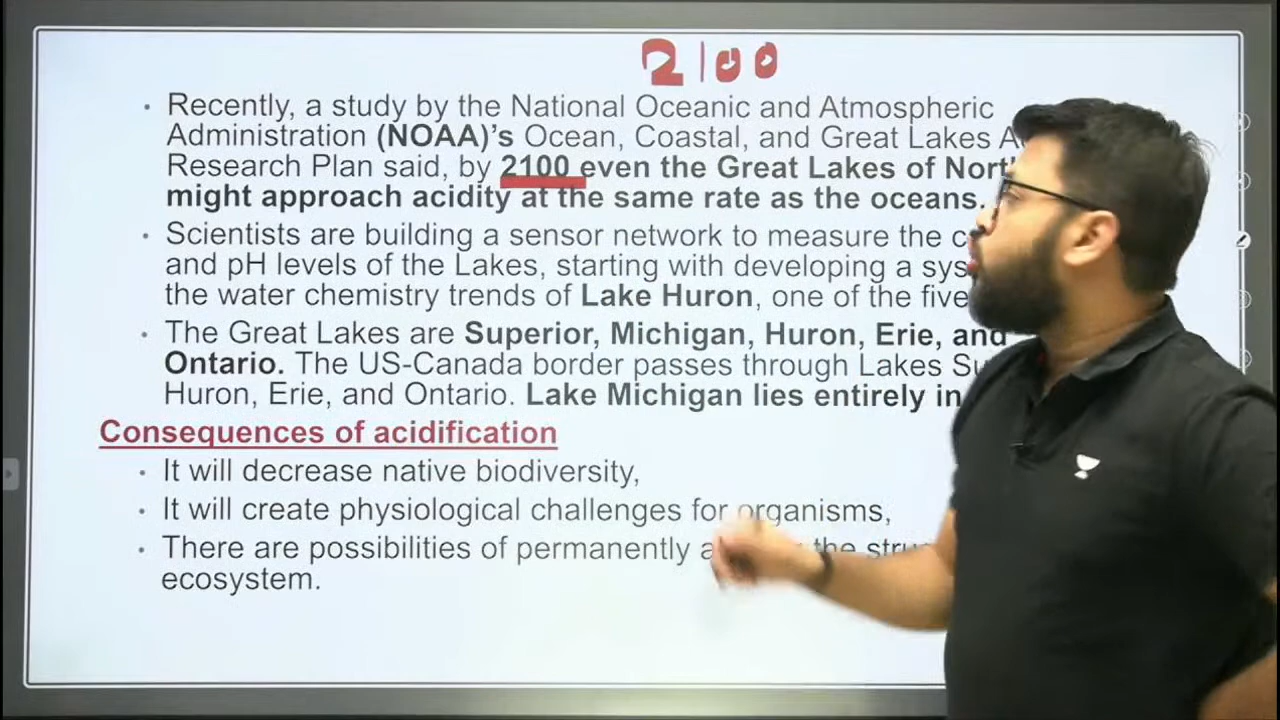 2100
• Recently, a study by the National Oceanic and Atmospheric
Administration (NOAA)'s Ocean, Coastal, and Great Lakes A
Research Plan said, by 2100 even the Great Lakes of Nort
might approach acidity at the same rate as the oceans.
• Scientists are building a sensor network to measure the c
and pH levels of the Lakes, starting with developing a sys
the water chemistry trends of Lake Huron, one of the five
• The Great Lakes are Superior, Michigan, Huron, Erie, and
Ontario. The US-Canada border passes through Lakes Su
Huron, Erie, and Ontario. Lake Michigan lies entirely in
Consequences of acidification
• It will decrease native biodiversity,
• It will create physiological challenges for organisms,
• There are possibilities of permanently a the stru
ecosystem.